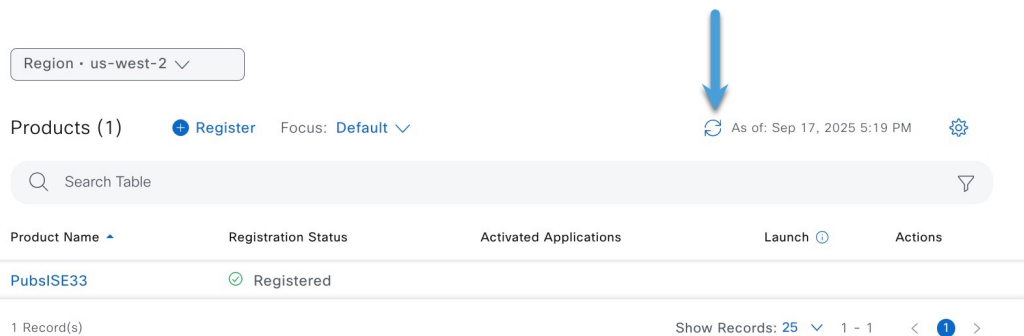 Region • us-west-2
Products (1) Register Focus: Default As of: Sep 17, 2025 5:19 PM
Search Table
Product Name Registration Status Activated Applications Launch Actions
PubsISE33 Registered
1 Record(s) Show Records: 25 1 - 1 1